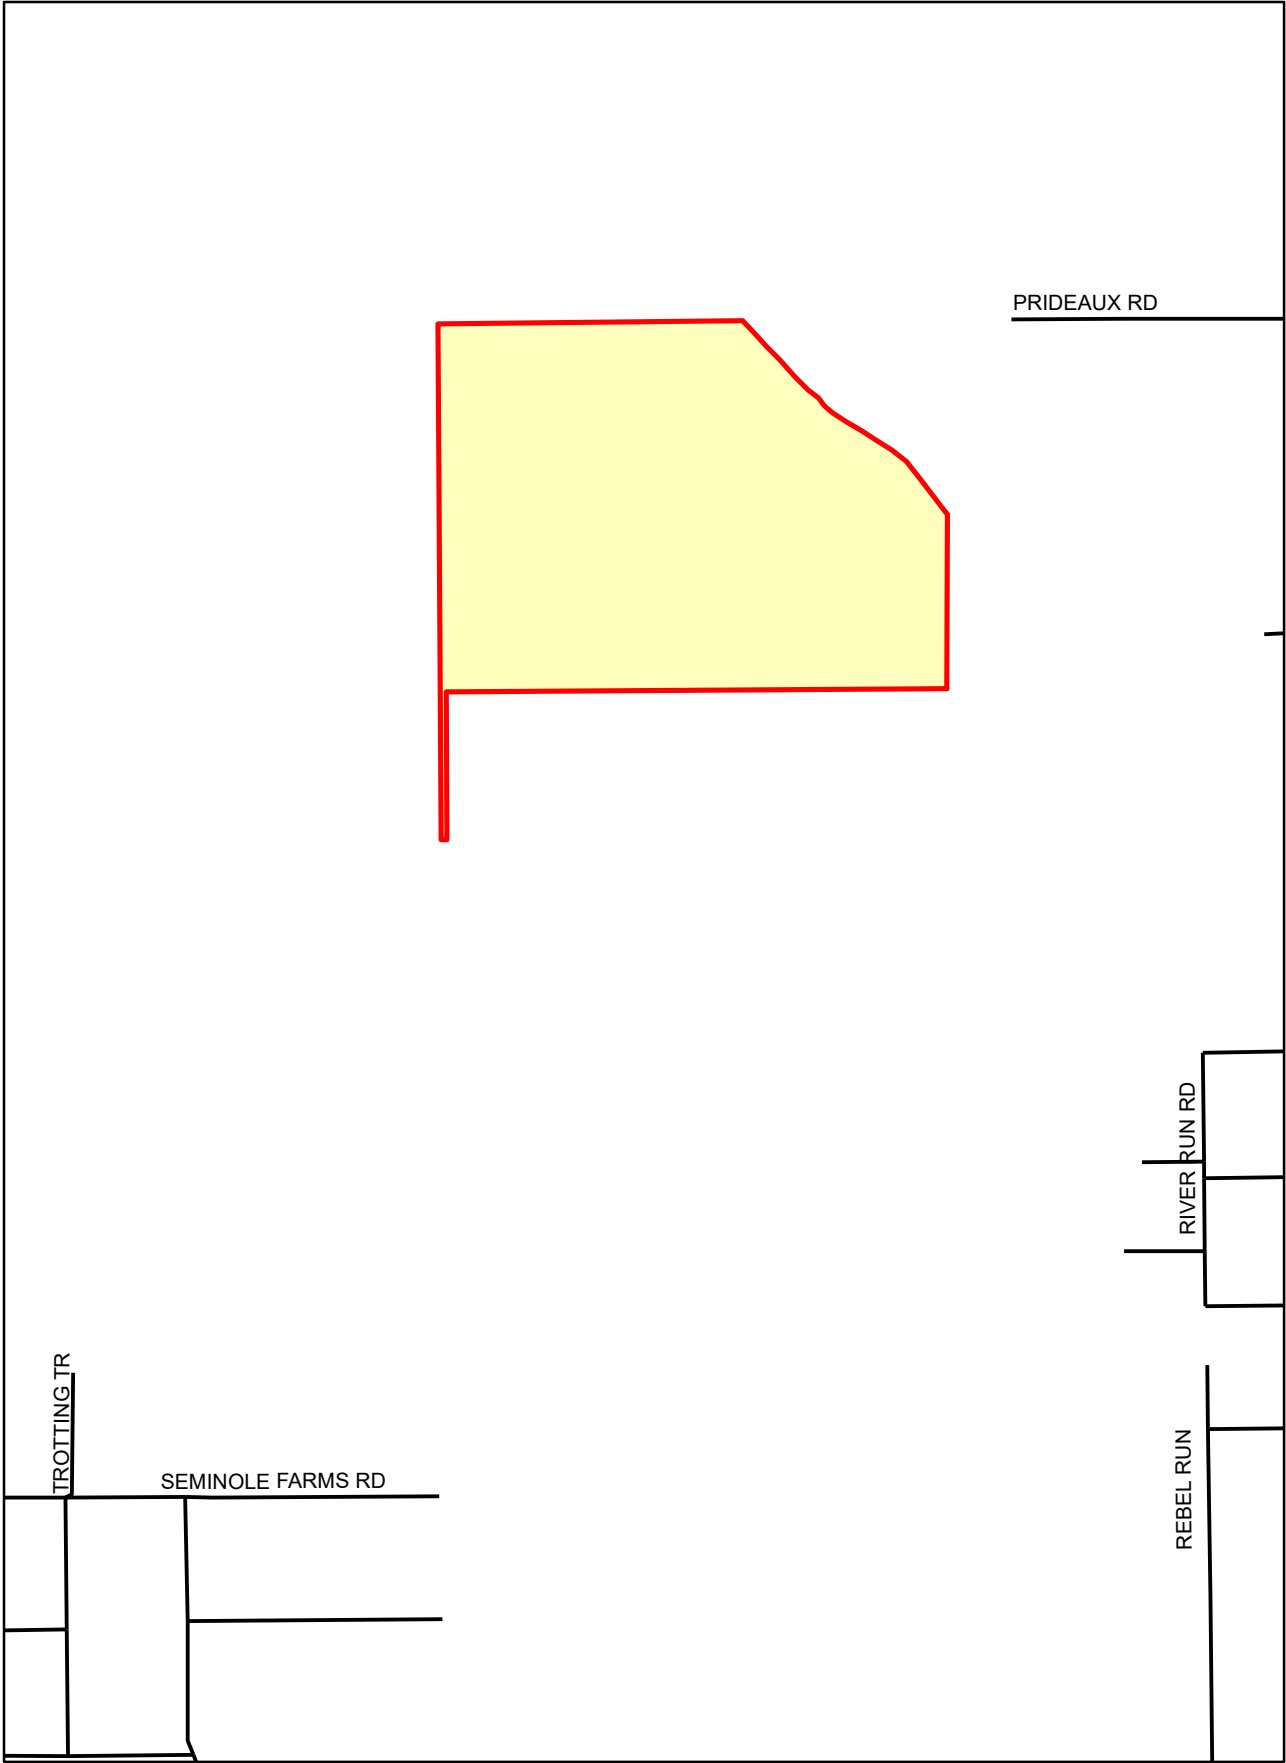 PRIDEAUX RD
RIVER RUN RD
TROTTING TR
SEMINOLE FARMS RD
REBEL RUN